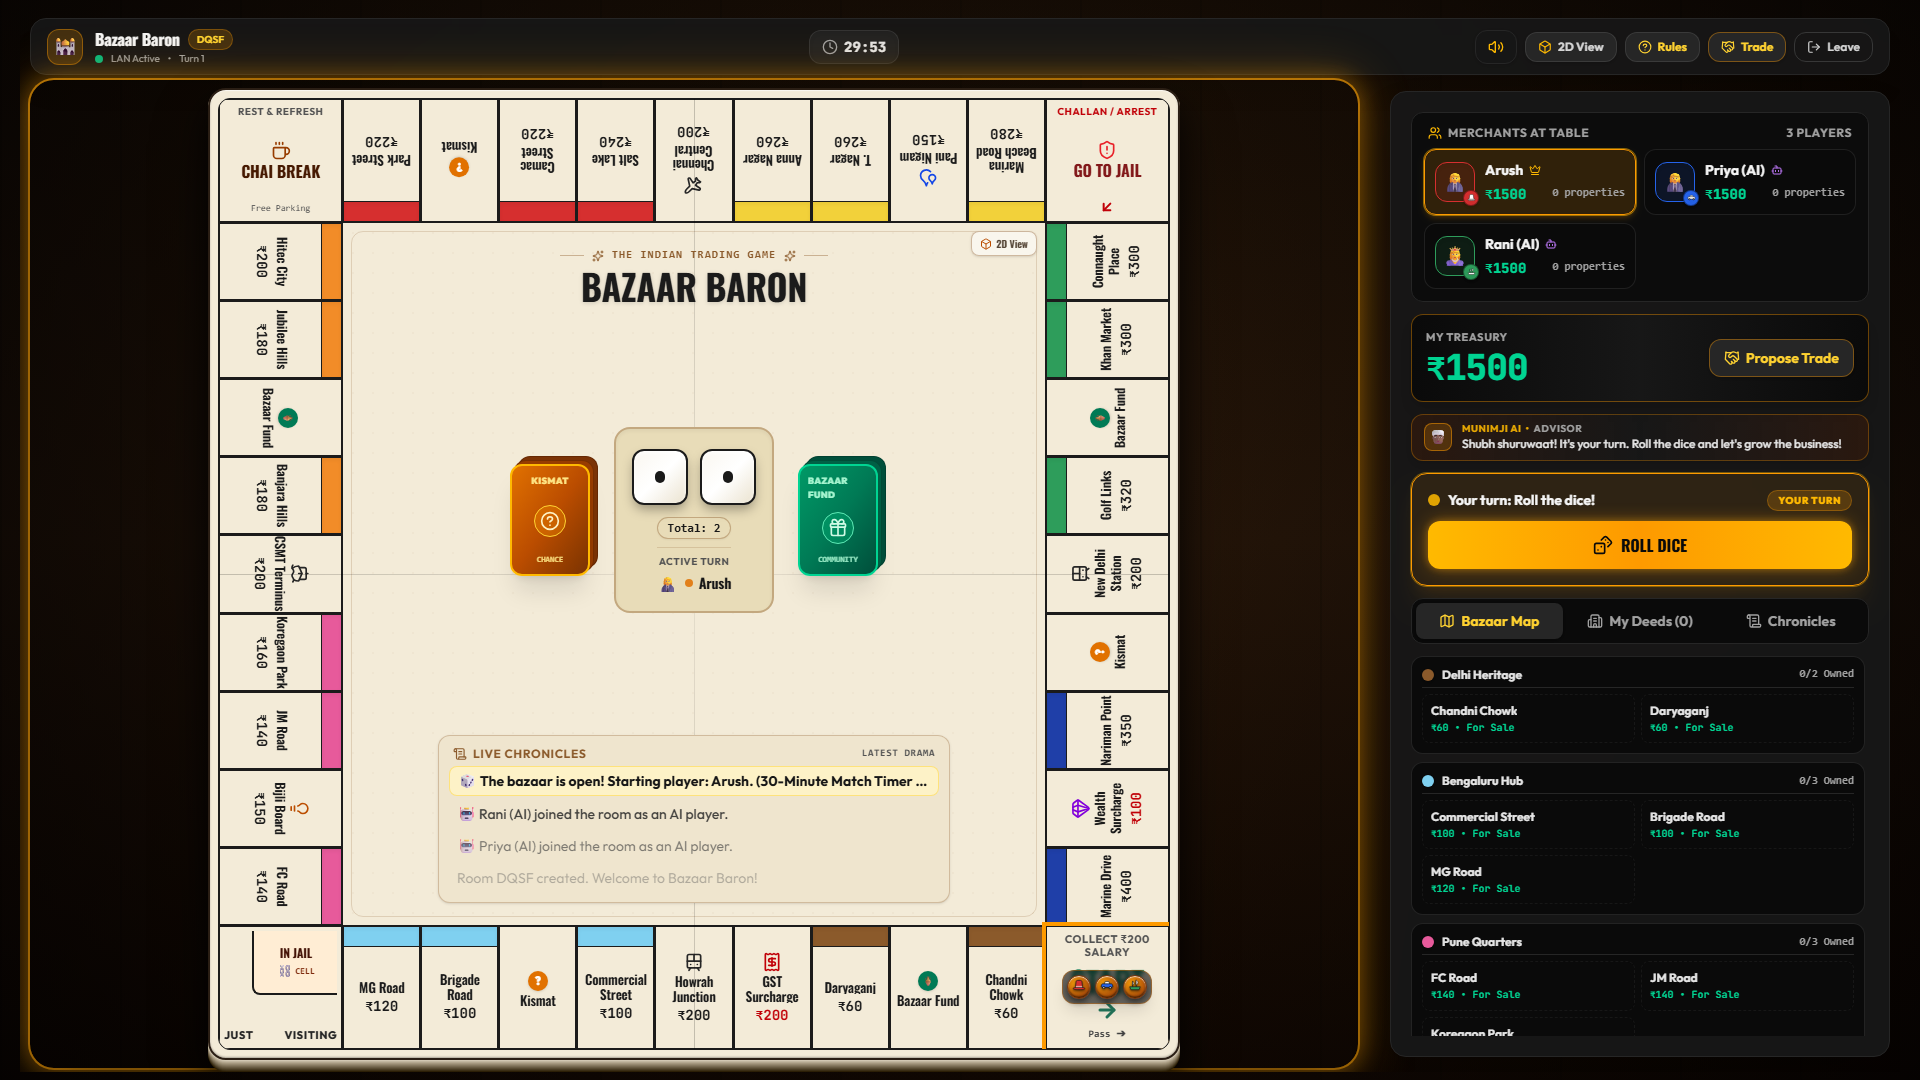 Bazaar Baron
DQSF
LAN Active • Turn 1
29:53
2D View
Rules
Trade
Leave
REST & REFRESH
CHAI BREAK
Free Parking
Park Street
₹220
Kismat
Camac
Street
₹220
Salt Lake
₹240
Chennai
Central
₹200
Anna Nagar
₹260
T. Nagar
₹260
Pani Nigam
₹150
Marina
Beach Road
₹280
CHALLAN / ARREST
GO TO JAIL
Hitec City
₹200
Jubilee Hills
₹180
Bazaar Fund
Banjara Hills
₹180
CSMT Terminus
₹200
Koregaon Park
₹160
JM Road
₹140
Bijli Board
₹150
FC Road
₹140
2D View
THE INDIAN TRADING GAME
BAZAAR BARON
KISMAT
CHANCE
Total: 2
ACTIVE TURN
Arush
BAZAAR
FUND
COMMUNITY
LIVE CHRONICLES
LATEST DRAMA
The bazaar is open! Starting player: Arush. (30-Minute Match Timer ...
Rani (AI) joined the room as an AI player.
Priya (AI) joined the room as an AI player.
Room DQSF created. Welcome to Bazaar Baron!
Connaught
Place
₹300
Khan Market
₹300
Bazaar Fund
Golf Links
₹320
New Delhi
Station
₹200
Kismat
Nariman Point
₹350
Wealth
Surcharge
₹100
Marine Drive
₹400
IN JAIL
CELL
JUST VISITING
MG Road
₹120
Brigade
Road
₹100
Kismat
Commercial
Street
₹100
Howrah
Junction
₹200
GST
Surcharge
₹200
Daryaganj
₹60
Bazaar Fund
Chandni
Chowk
₹60
COLLECT ₹200
SALARY
Pass →
MERCHANTS AT TABLE
3 PLAYERS
Arush
₹1500 0 properties
Priya (AI)
₹1500 0 properties
Rani (AI)
₹1500 0 properties
MY TREASURY
₹1500
Propose Trade
MUNIMJI AI • ADVISOR
Shubh shuruwaat! It's your turn. Roll the dice and let's grow the business!
Your turn: Roll the dice!
YOUR TURN
ROLL DICE
Bazaar Map
My Deeds (0)
Chronicles
Delhi Heritage
0/2 Owned
Chandni Chowk
₹60 • For Sale
Daryaganj
₹60 • For Sale
Bengaluru Hub
0/3 Owned
Commercial Street
₹100 • For Sale
Brigade Road
₹100 • For Sale
MG Road
₹120 • For Sale
Pune Quarters
0/3 Owned
FC Road
₹140 • For Sale
JM Road
₹140 • For Sale
Koregaon Park